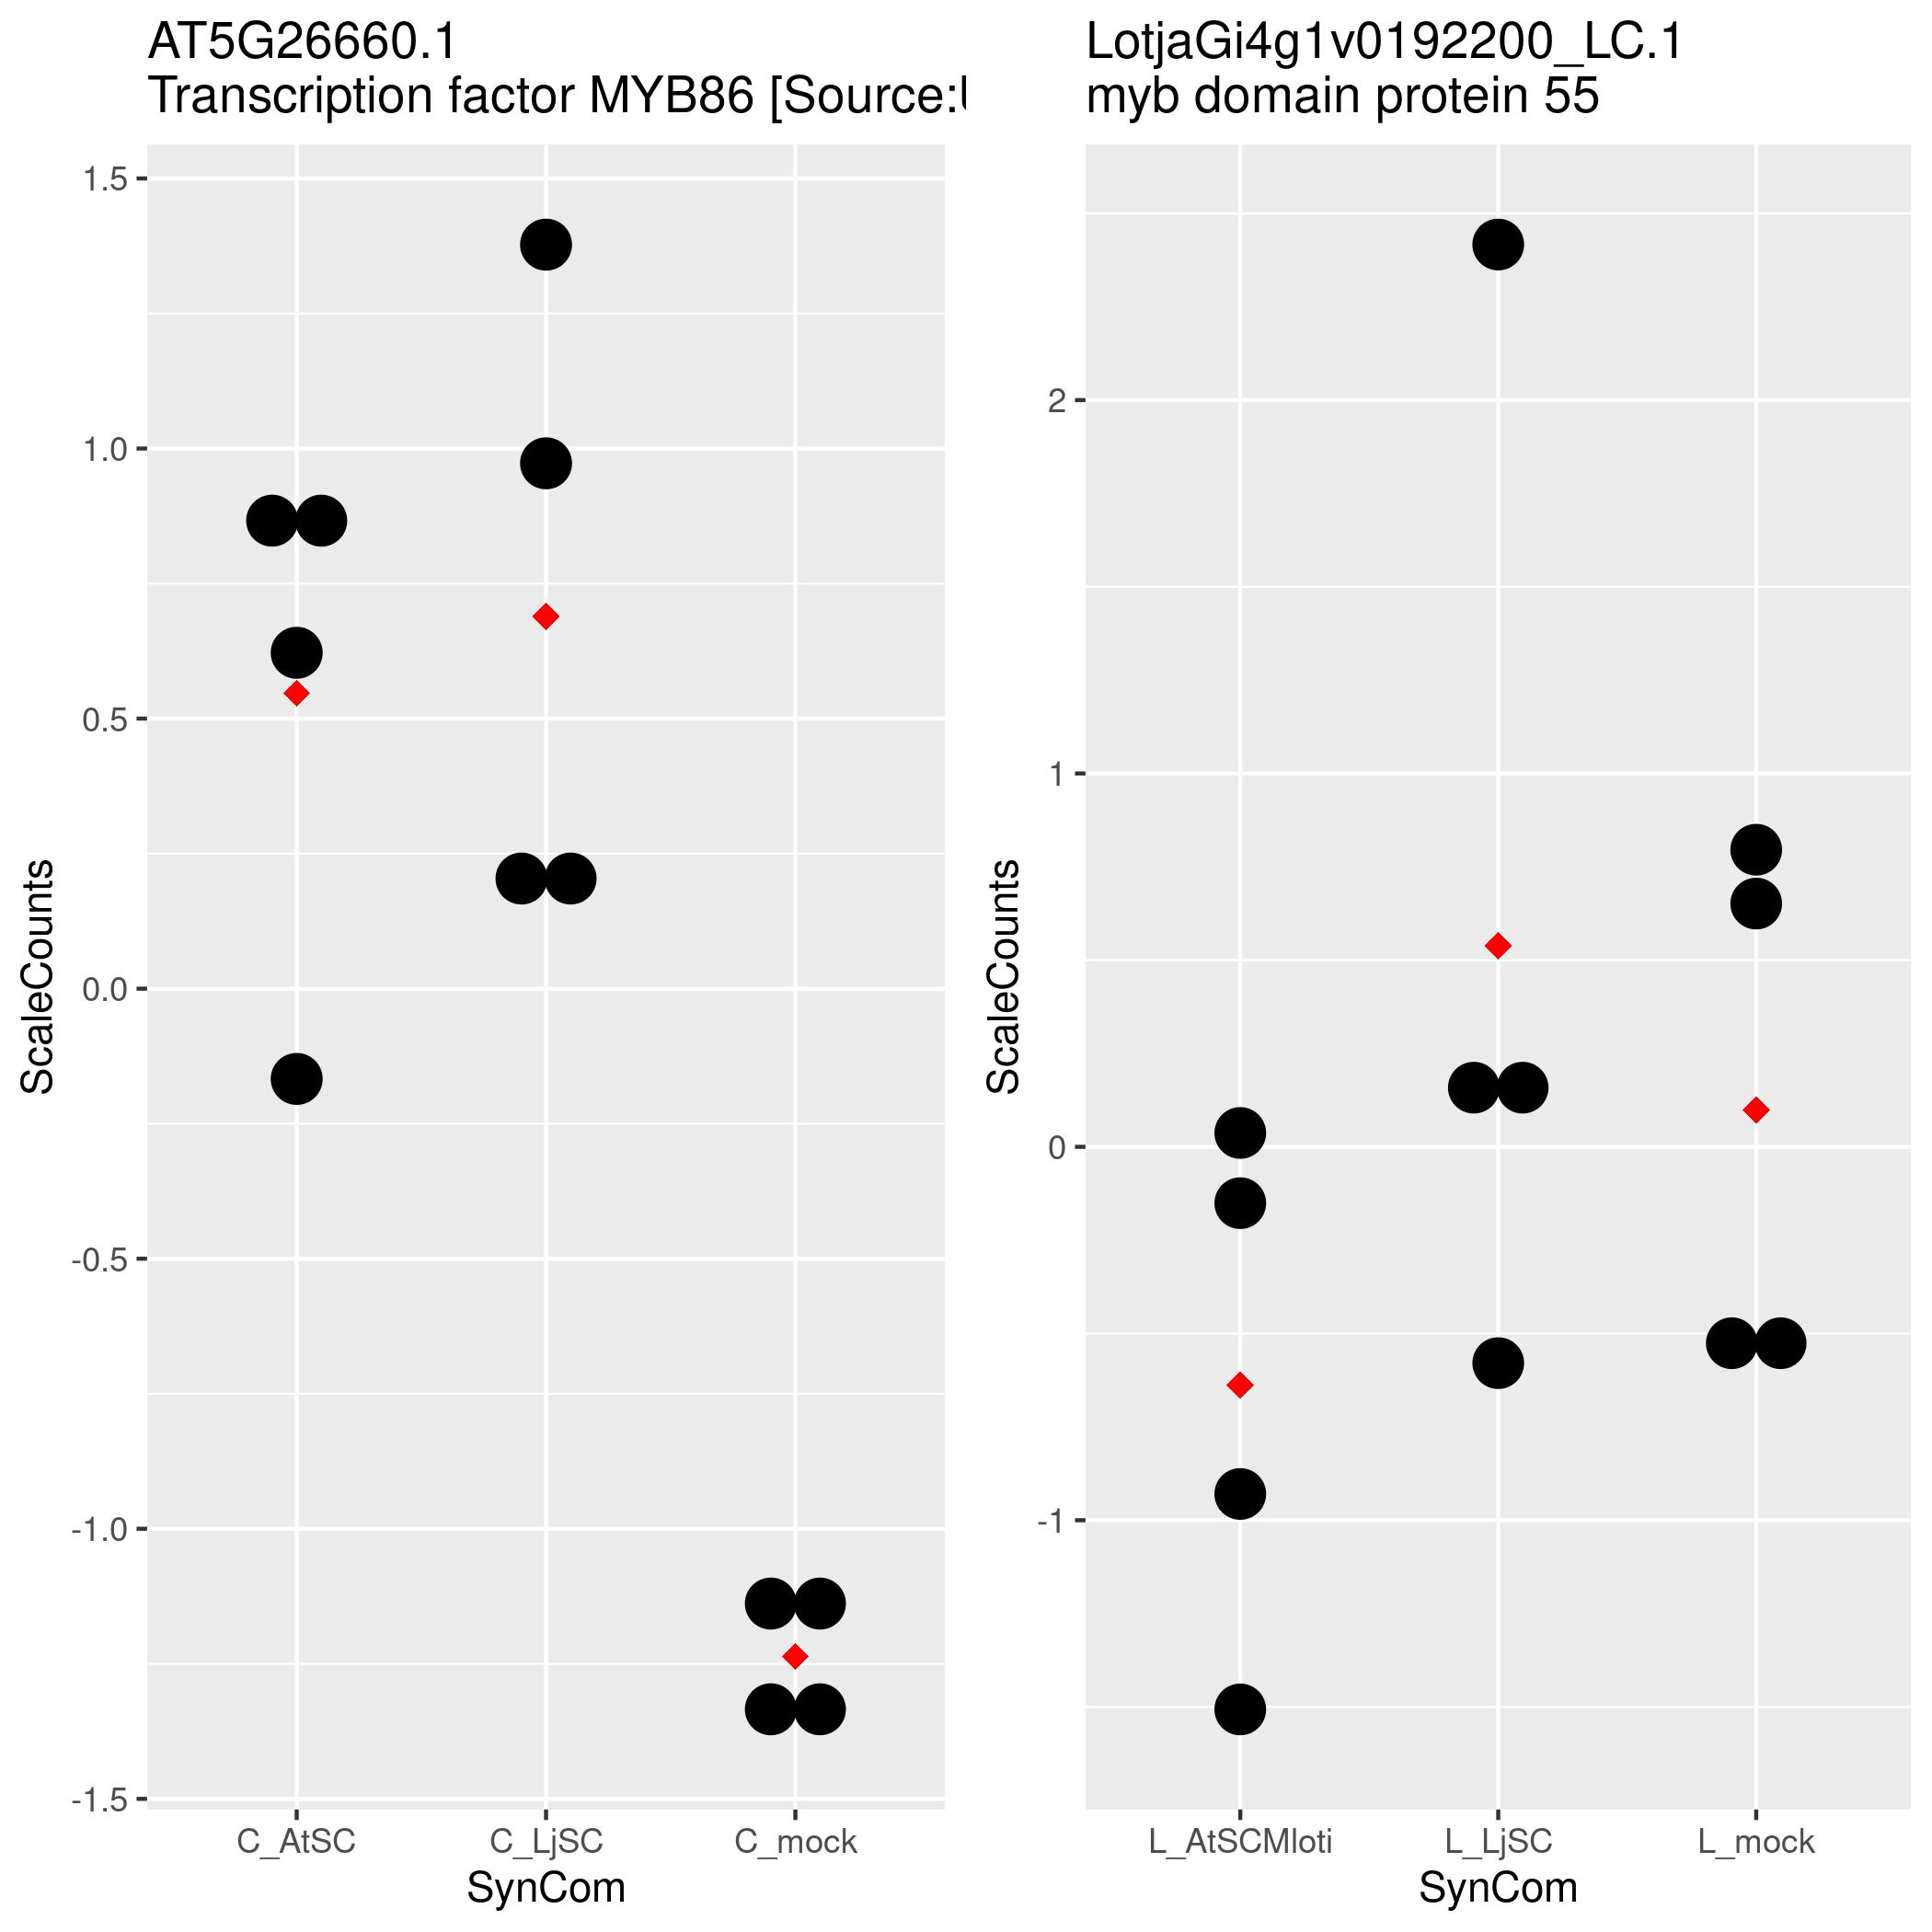 AT5G26660.1
Transcription factor MYB86 [Source:
ScaleCounts
1.5
1.0
0.5
0.0
-0.5
-1.0
-1.5
C_AtSC C_LjSC C_mock
SynCom
LotjaGi4g1v0192200_LC.1
myb domain protein 55
ScaleCounts
2
1
0
-1
L_AtSCMloti L_LjSC L_mock
SynCom